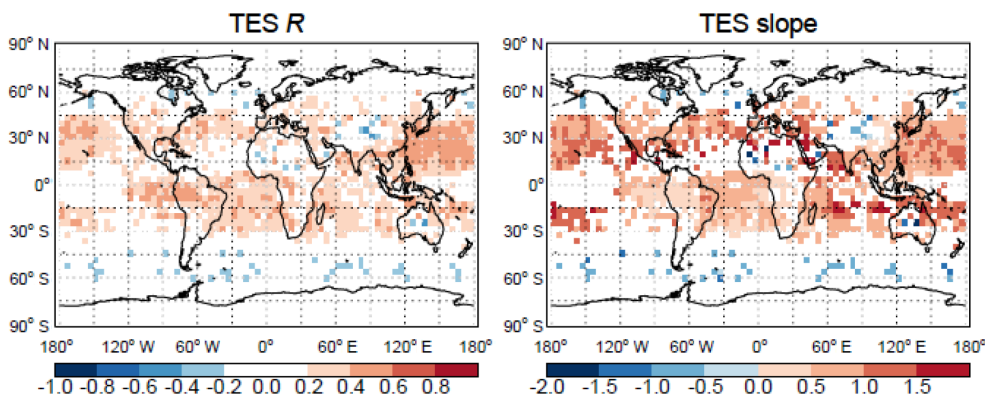 TES R TES slope
90° N 90° N
60° N 60° N
30° N 30° N
0° 0°
30° S 30° S
60° S 60° S
90° S 90° S
180° 120° W 60° W 0° 60° E 120° E 180° 180° 120° W 60° W 0° 60° E 120° E 180°
-1.0 -0.8 -0.6 -0.4 -0.2 0.0 0.2 0.4 0.6 0.8 -2.0 -1.5 -1.0 -0.5 0.0 0.5 1.0 1.5